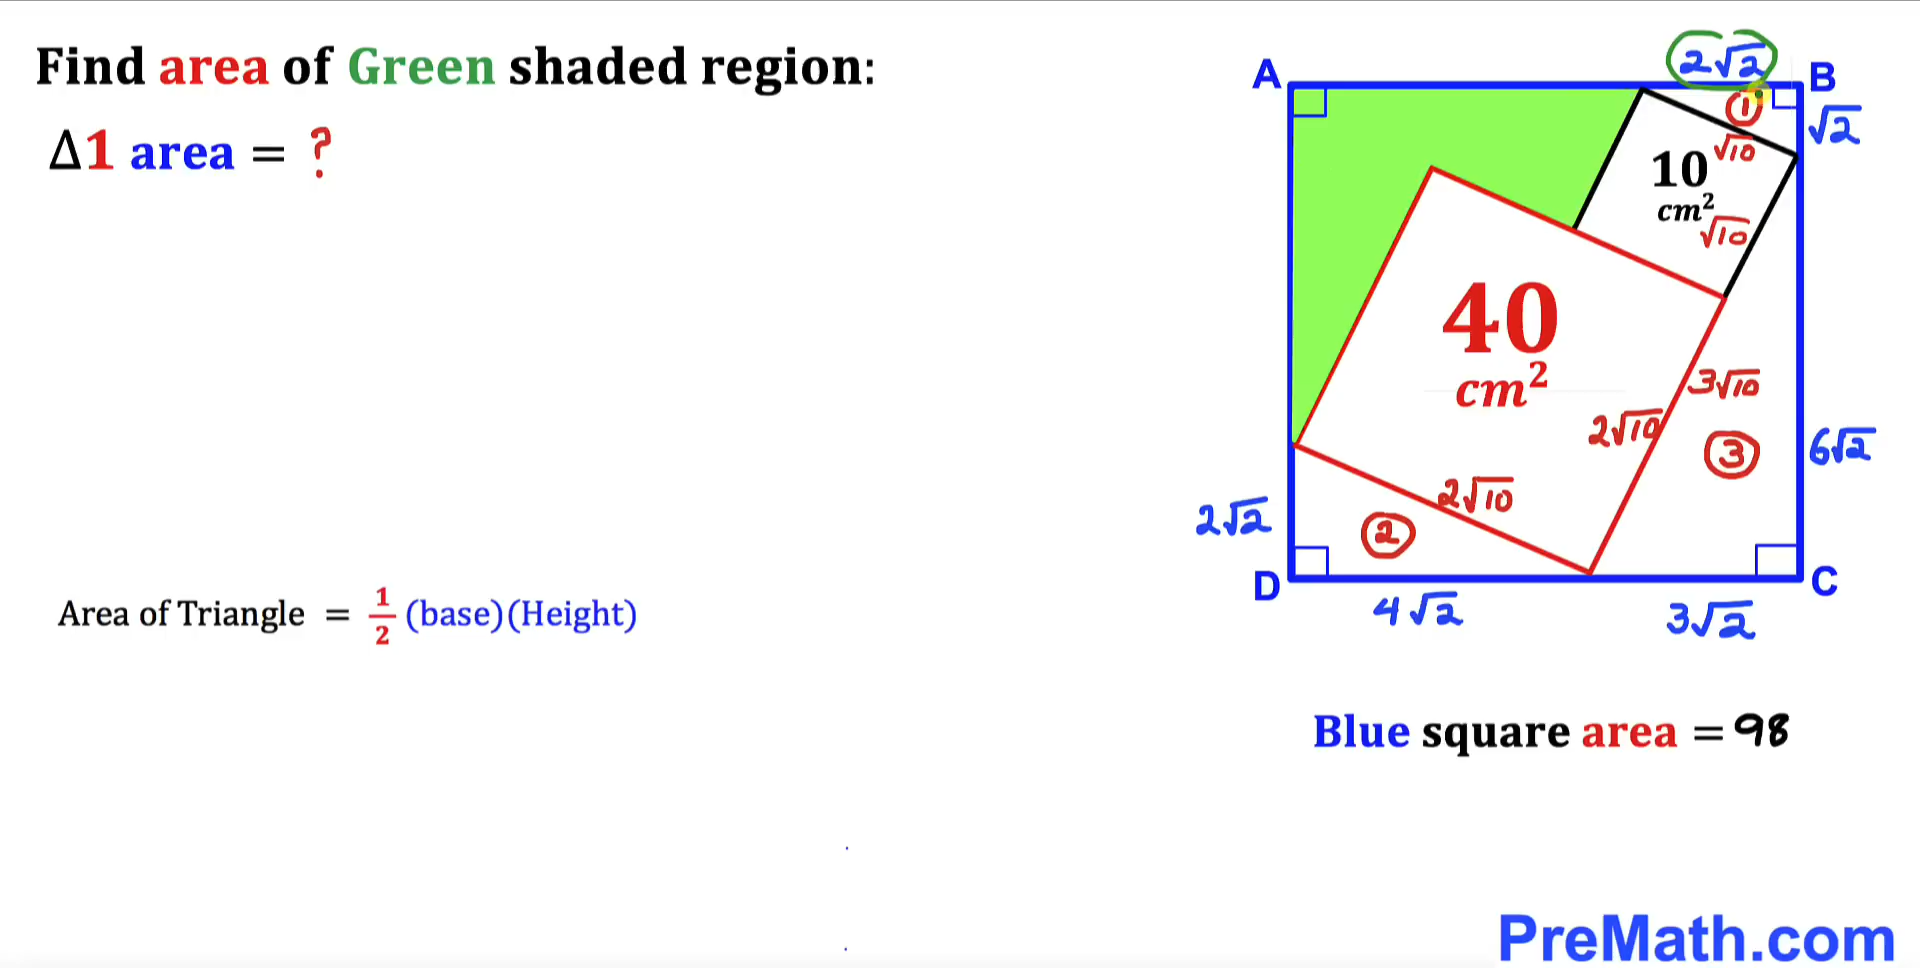 Find area of Green shaded region:
Δ1 area = ?
Area of Triangle = 1/2 (base)(Height)
2√2
A
B
①
√2
√10
10
cm²
√10
40
cm²
3√10
2√10
③
6√2
2√10
2√2
②
D
C
4√2
3√2
Blue square area = 98
PreMath.com